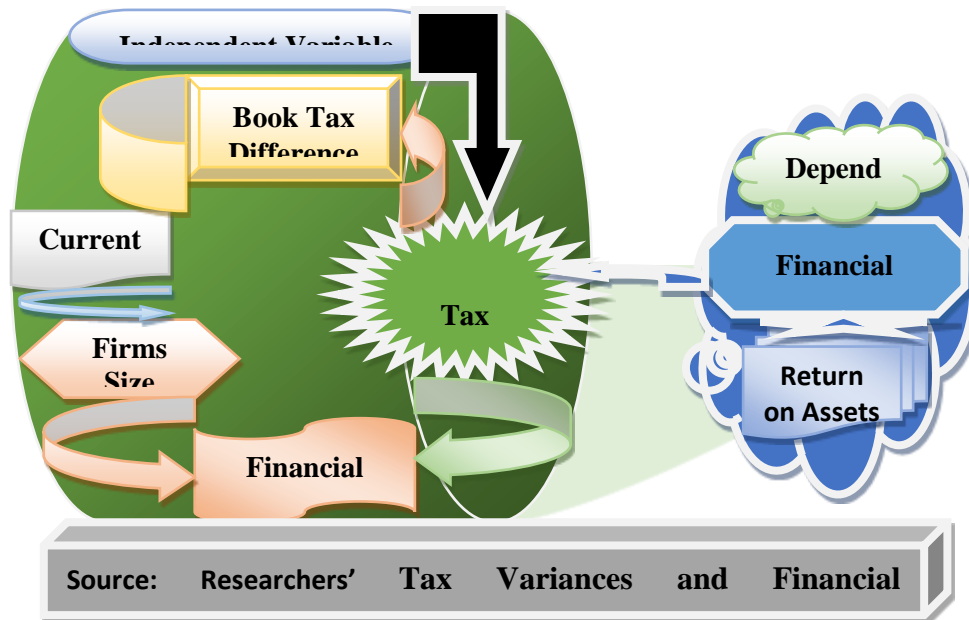 Independent Variable
Book Tax
Difference
Depend
Current
Financial
Tax
Firms
Size
Return
on Assets
Financial
Source: Researchers’ Tax Variances and Financial